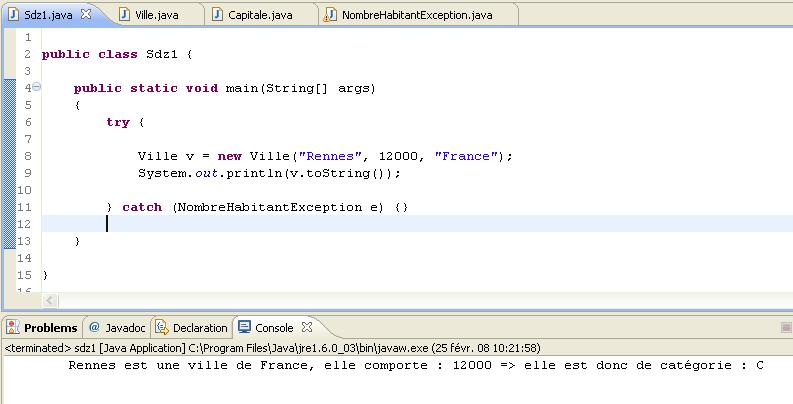 Sdz1.java Ville.java Capitale.java NombreHabitantException.java
1
2 public class Sdz1 {
3
4 public static void main(String[] args)
5 {
6 try {
7
8 Ville v = new Ville("Rennes", 12000, "France");
9 System.out.println(v.toString());
10
11 } catch (NombreHabitantException e) {}
12
13 }
14
15 }
16
Problems @ Javadoc Declaration Console
<terminated> sdz1 [Java Application] C:\Program Files\Java\jre1.6.0_03\bin\javaw.exe (25 févr. 08 10:21:58)
Rennes est une ville de France, elle comporte : 12000 => elle est donc de catégorie : C